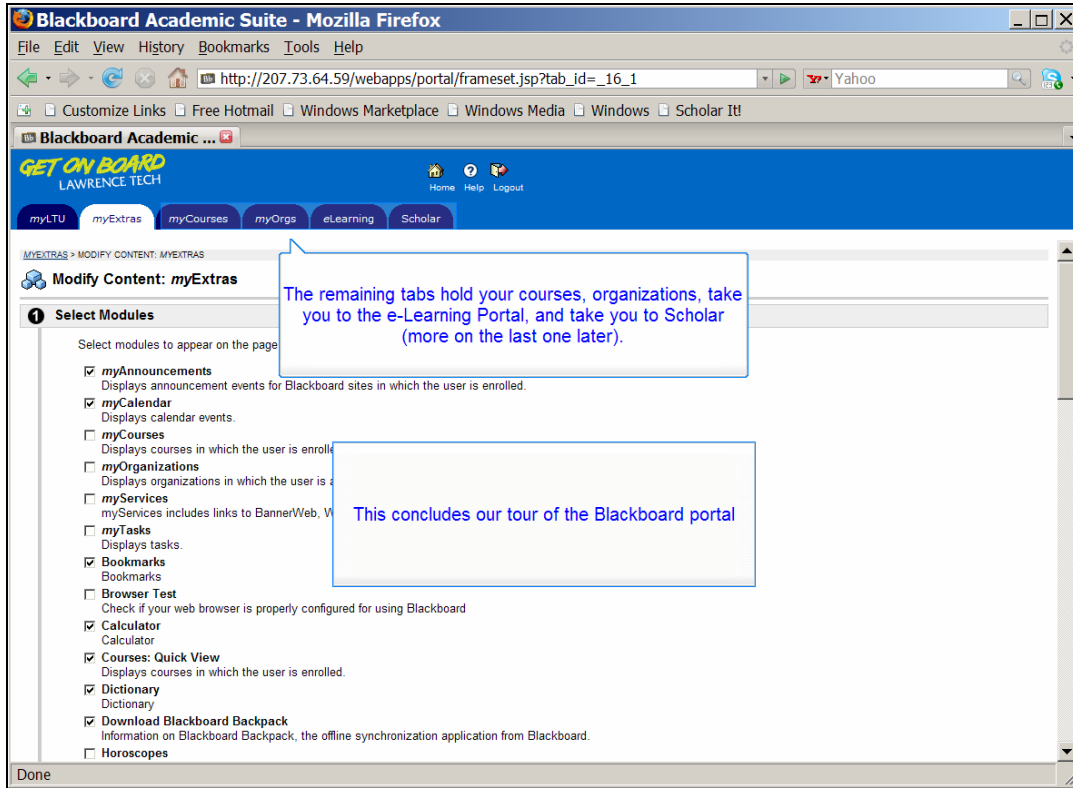 Blackboard Academic Suite - Mozilla Firefox
File Edit View History Bookmarks Tools Help
http://207.73.64.59/webapps/portal/frameset.jsp?tab_id=_16_1 Yahoo
Customize Links Free Hotmail Windows Marketplace Windows Media Windows Scholar It!
Blackboard Academic ...
GET ON BOARD
LAWRENCE TECH
Home Help Logout
myLTU myExtras myCourses myOrgs eLearning Scholar
MYEXTRAS > MODIFY CONTENT: MYEXTRAS
Modify Content: myExtras
The remaining tabs hold your courses, organizations, take
you to the e-Learning Portal, and take you to Scholar
(more on the last one later).
1 Select Modules
Select modules to appear on the page
myAnnouncements
Displays announcement events for Blackboard sites in which the user is enrolled.
myCalendar
Displays calendar events.
myCourses
Displays courses in which the user is
myOrganizations
Displays organizations in which the user is
myServices
myServices includes links to BannerWeb,
This concludes our tour of the Blackboard portal
myTasks
Displays tasks.
Bookmarks
Bookmarks
Browser Test
Check if your web browser is properly configured for using Blackboard
Calculator
Calculator
Courses: Quick View
Displays courses in which the user is enrolled.
Dictionary
Dictionary
Download Blackboard Backpack
Information on Blackboard Backpack, the offline synchronization application from Blackboard.
Horoscopes
Done